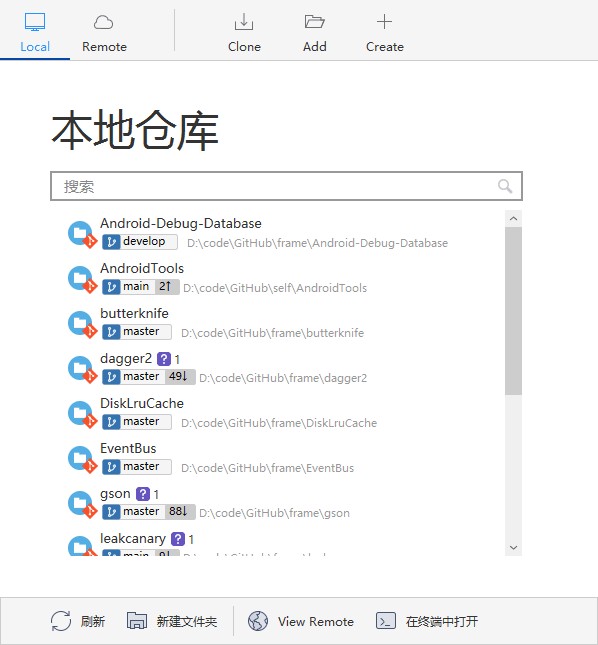 Local Remote Clone Add Create
本地仓库
搜索
Android-Debug-Database
develop D:\code\GitHub\frame\Android-Debug-Database
AndroidTools
main 2↑ D:\code\GitHub\self\AndroidTools
butterknife
master D:\code\GitHub\frame\butterknife
dagger2 ? 1
master 49↓ D:\code\GitHub\frame\dagger2
DiskLruCache
master D:\code\GitHub\frame\DiskLruCache
EventBus
master D:\code\GitHub\frame\EventBus
gson ? 1
master 88↓ D:\code\GitHub\frame\gson
leakcanary ? 1
main
刷新 新建文件夹 View Remote 在终端中打开